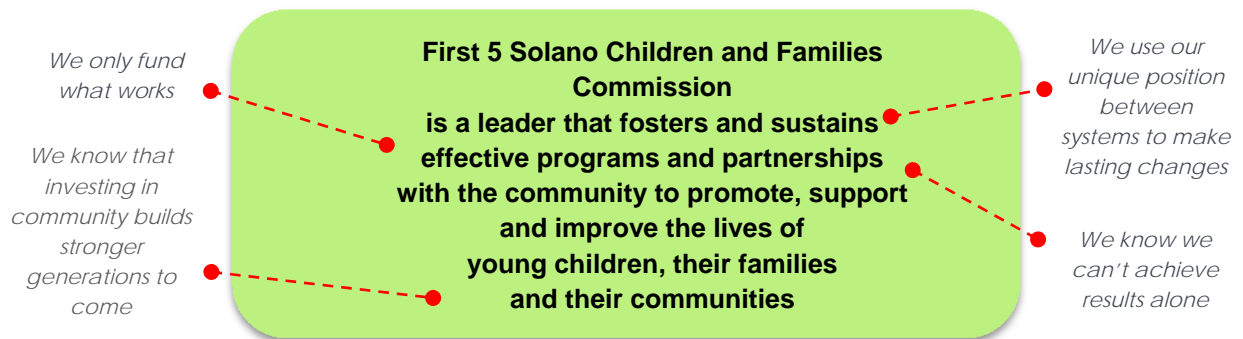 We only fund
what works
We know that
investing in
community builds
stronger
generations to
come
First 5 Solano Children and Families
Commission
is a leader that fosters and sustains
effective programs and partnerships
with the community to promote, support
and improve the lives of
young children, their families
and their communities
We use our
unique position
between
systems to make
lasting changes
We know we
can't achieve
results alone